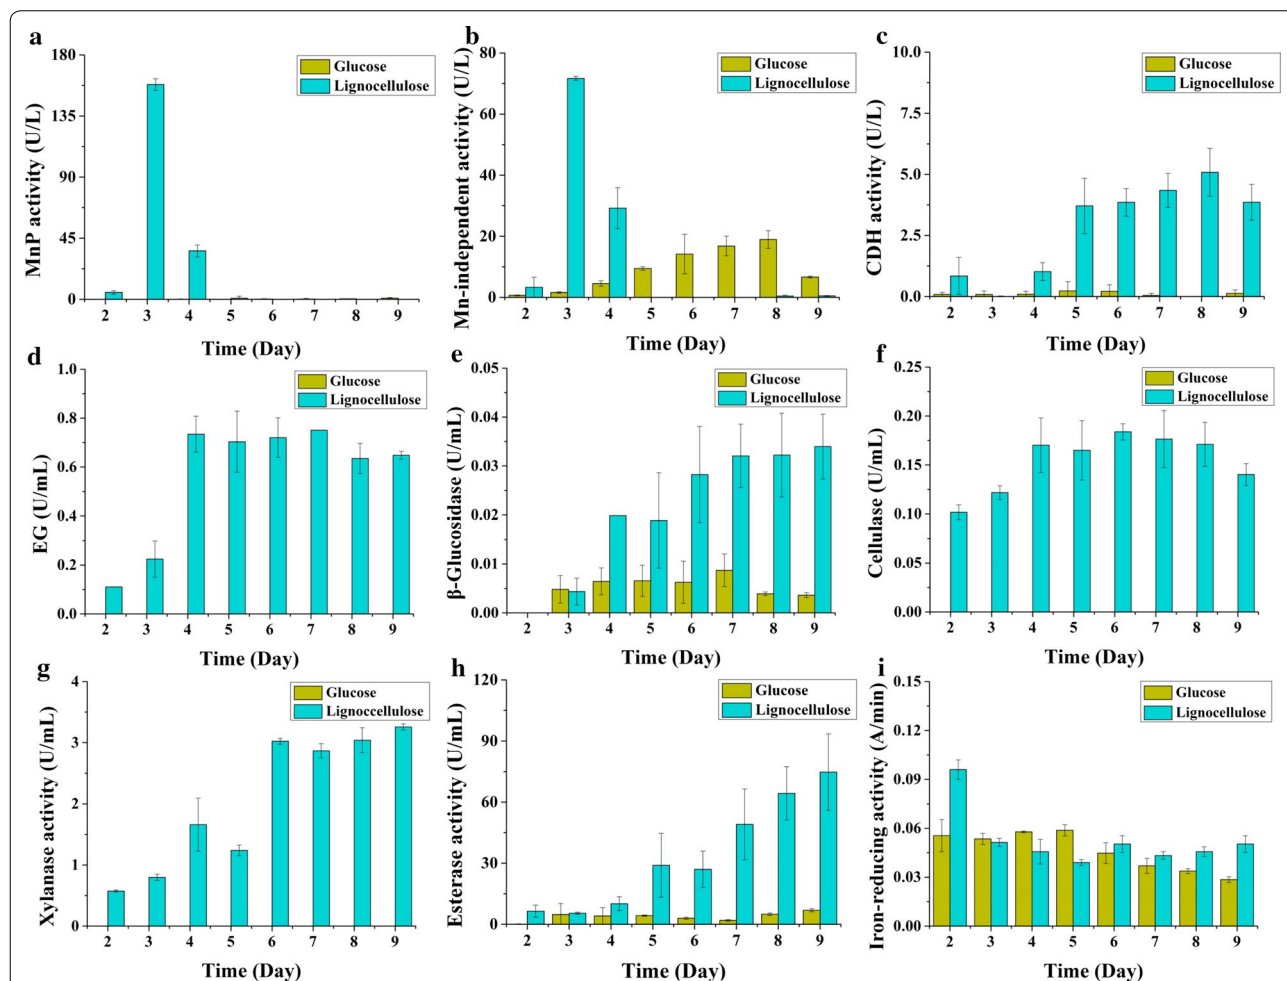 a
MnP activity (U/L)
180
135
90
45
0
Glucose
Lignocellulose
2 3 4 5 6 7 8 9
Time (Day)
b
Mn-independent activity (U/L)
80
60
40
20
0
Glucose
Lignocellulose
2 3 4 5 6 7 8 9
Time (Day)
c
CDH activity (U/L)
10.0
7.5
5.0
2.5
0.0
Glucose
Lignocellulose
2 3 4 5 6 7 8 9
Time (Day)
d
EG (U/mL)
1.0
0.8
0.6
0.4
0.2
0.0
Glucose
Lignocellulose
2 3 4 5 6 7 8 9
Time (Day)
e
β-Glucosidase (U/mL)
0.05
0.04
0.03
0.02
0.01
0.00
Glucose
Lignocellulose
2 3 4 5 6 7 8 9
Time (Day)
f
Cellulase (U/mL)
0.25
0.20
0.15
0.10
0.05
0.00
Glucose
Lignocellulose
2 3 4 5 6 7 8 9
Time (Day)
g
Xylanase activity (U/mL)
4
3
2
1
0
Glucose
Lignoccellulose
2 3 4 5 6 7 8 9
Time (Day)
h
Esterase activity (U/mL)
120
90
60
30
0
Glucose
Lignocellulose
2 3 4 5 6 7 8 9
Time (Day)
i
Iron-reducing activity (A/min)
0.15
0.12
0.09
0.06
0.03
0.00
Glucose
Lignocellulose
2 3 4 5 6 7 8 9
Time (Day)